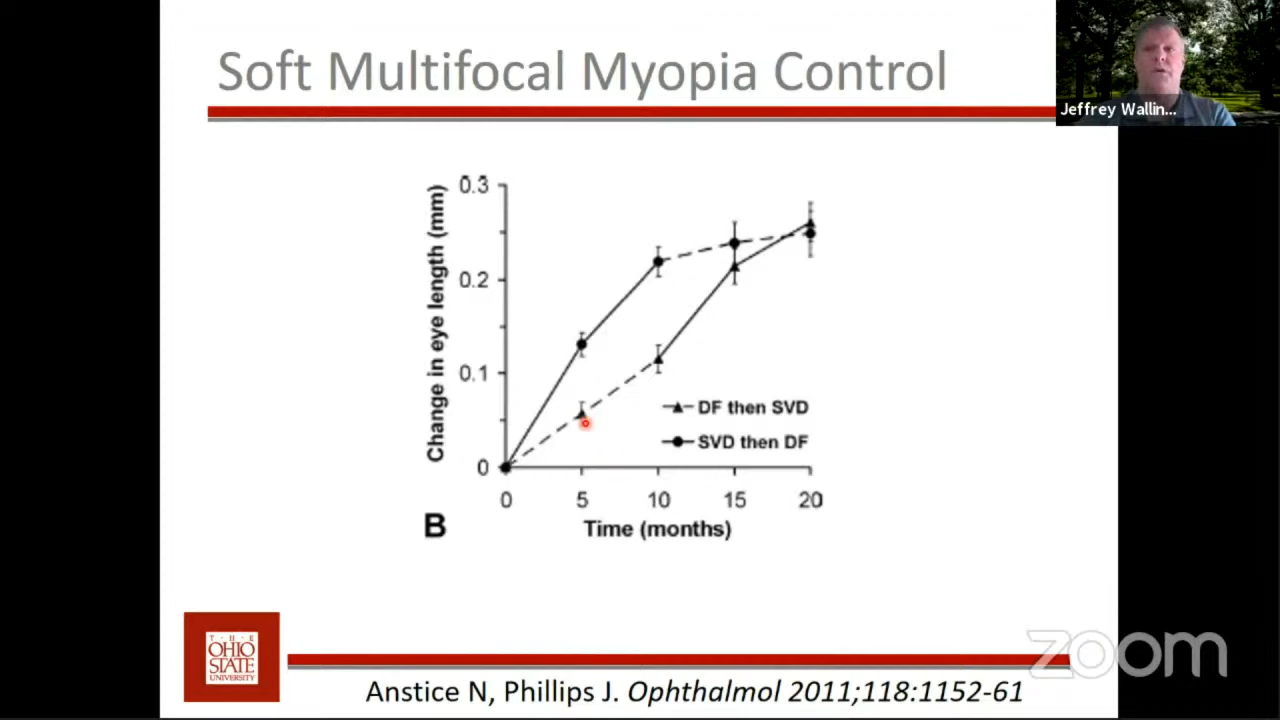 Soft Multifocal Myopia Control
Jeffrey Wallin...
Change in eye length (mm)
0.3
0.2
0.1
0
DF then SVD
SVD then DF
0 5 10 15 20
Time (months)
B
T · H · E
OHIO
STATE
UNIVERSITY
zoom
Anstice N, Phillips J. Ophthalmol 2011;118:1152-61